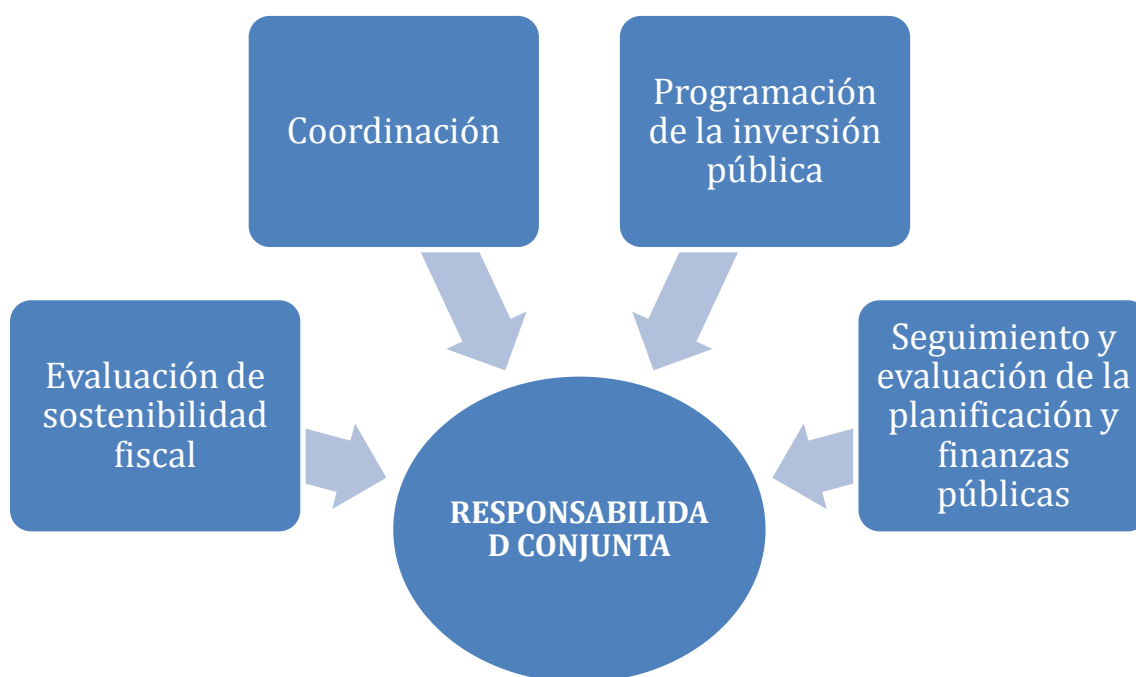 Coordinación
Programación
de la inversión
pública
Evaluación de
sostenibilidad
fiscal
Seguimiento y
evaluación de la
planificación y
finanzas
públicas
RESPONSABILIDA
D CONJUNTA